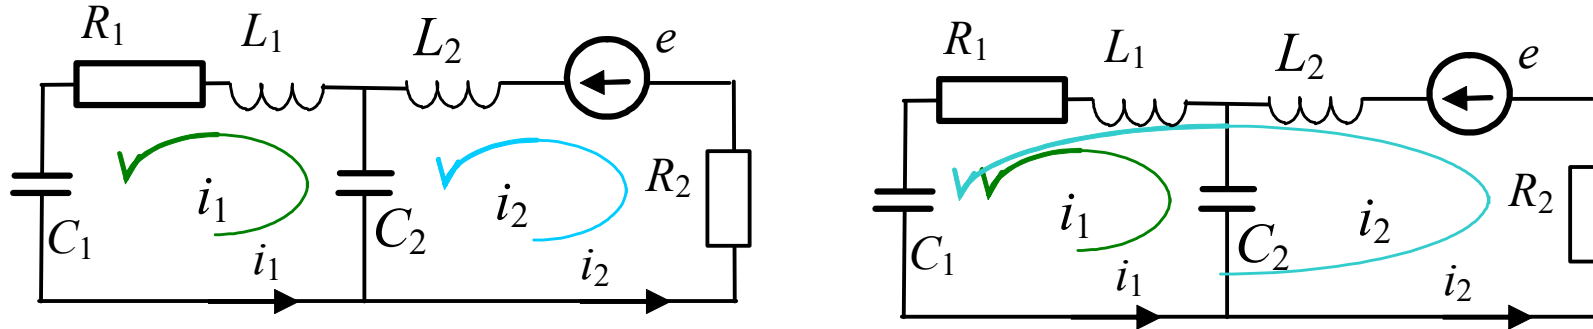 R₁ L₁ L₂ e
R₂
i₁ i₂
C₁ C₂
i₁ i₂
R₁ L₁ L₂ e
R₂
i₁ i₂
C₁ C₂
i₁ i₂